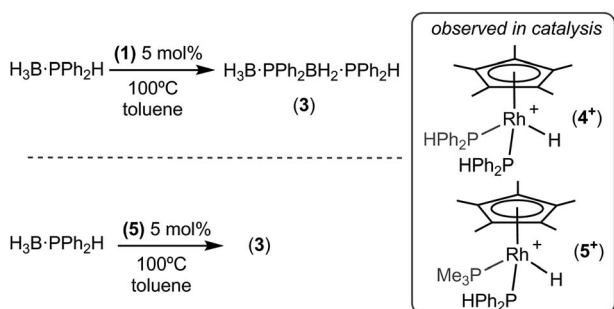 (1) 5 mol%
H₃B·PPh₂H
H₃B·PPh₂BH₂·PPh₂H
100ºC
toluene
(3)
(5) 5 mol%
H₃B·PPh₂H
(3)
100ºC
toluene
observed in catalysis
+
Rh
(4⁺)
HPh₂P
H
HPh₂P
+
Rh
(5⁺)
Me₃P
H
HPh₂P